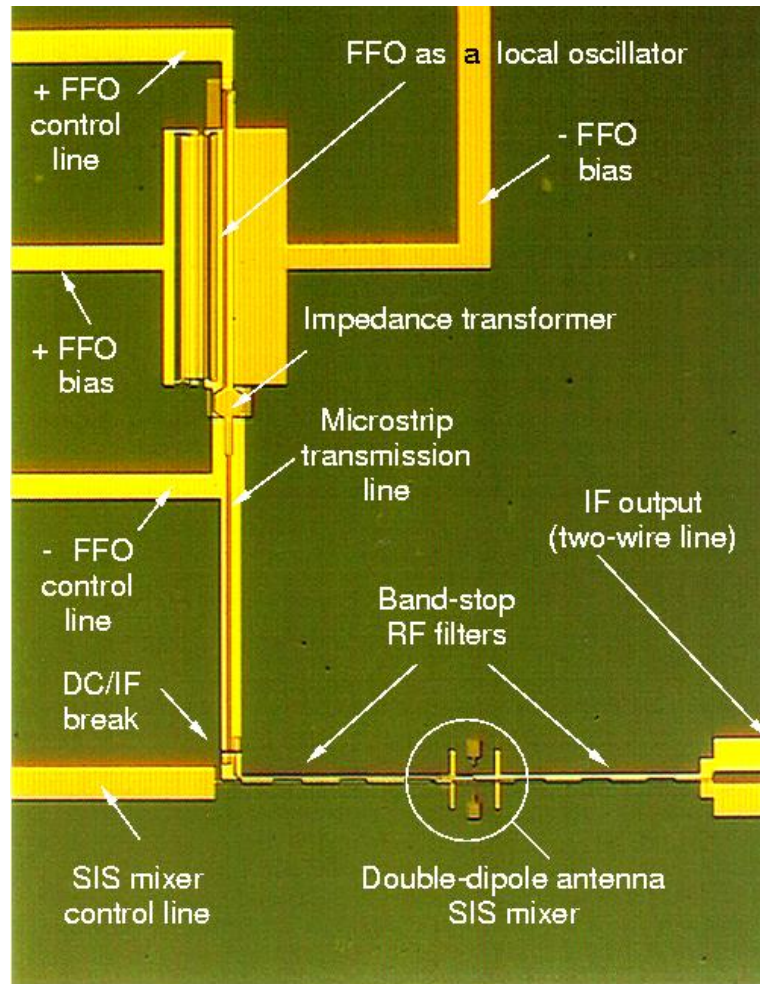 FFO as a local oscillator
+ FFO
control
line
- FFO
bias
+ FFO
bias
Impedance transformer
Microstrip
transmission
line
IF output
(two-wire line)
- FFO
control
line
Band-stop
RF filters
DC/IF
break
SIS mixer
control line
Double-dipole antenna
SIS mixer